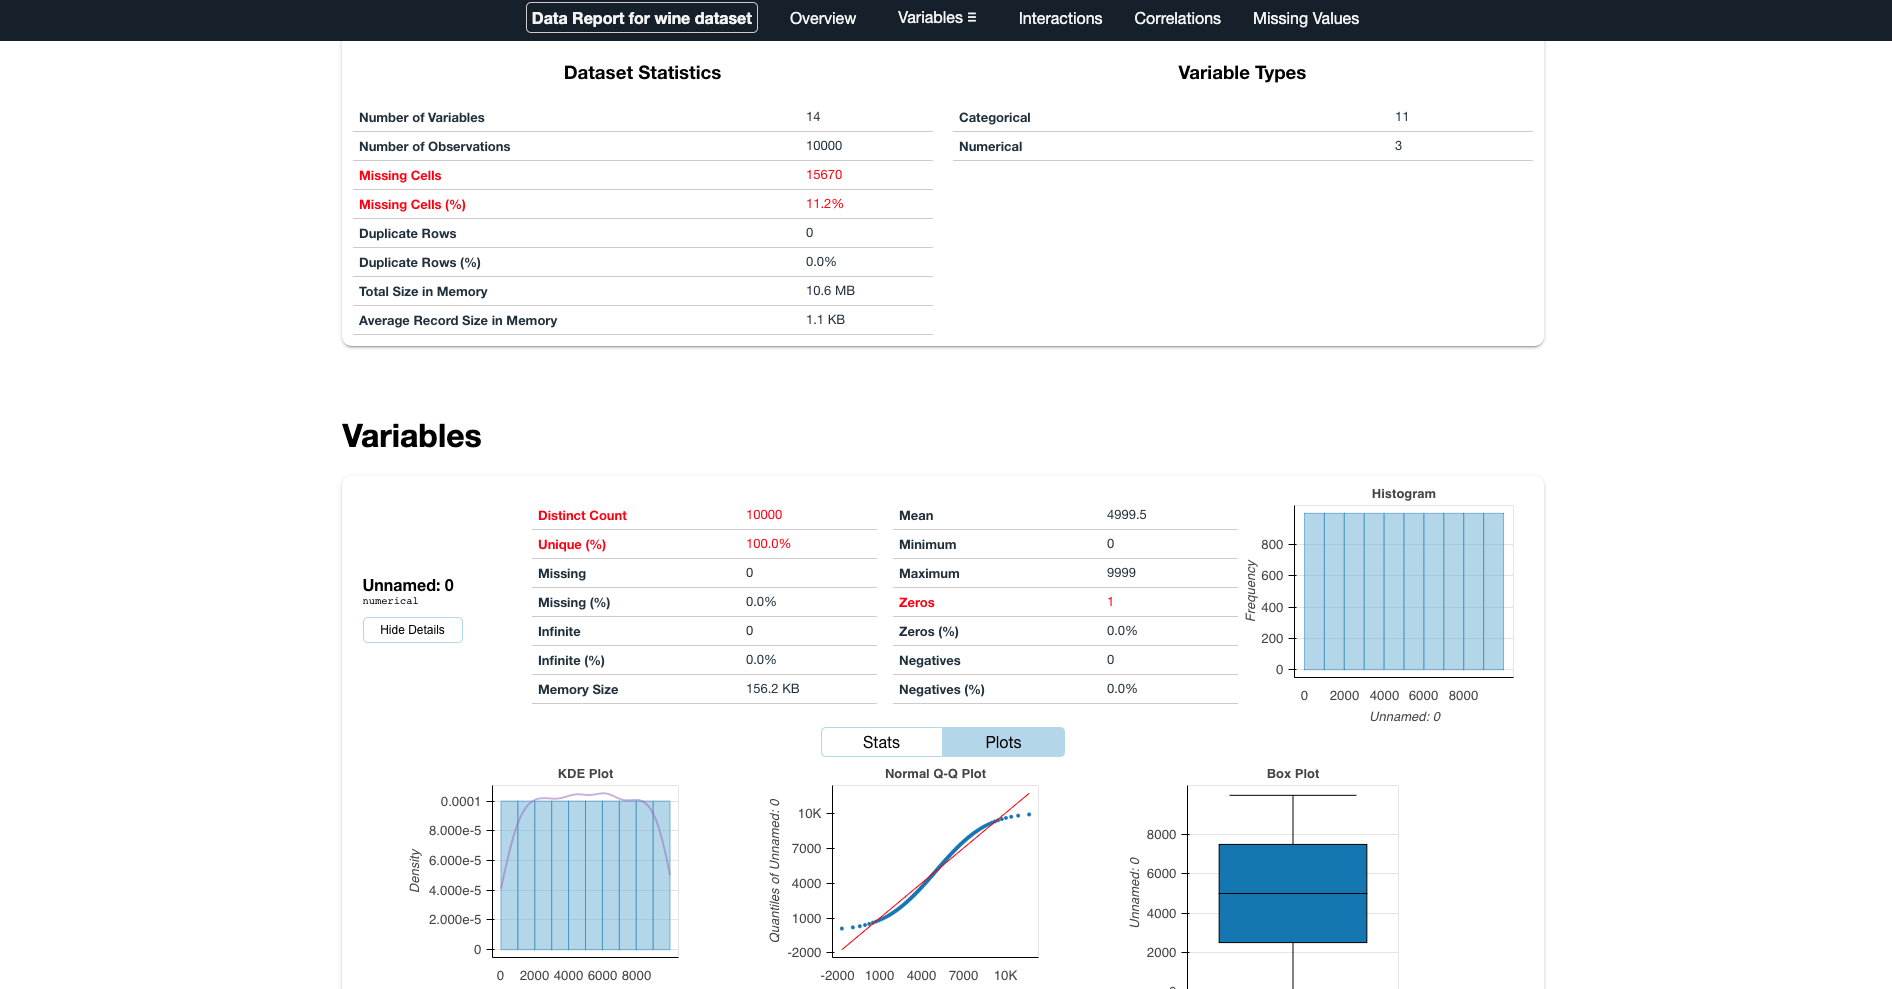 Data Report for wine dataset Overview Variables ☰ Interactions Correlations Missing Values
Dataset Statistics
Number of Variables 14
Number of Observations 10000
Missing Cells 15670
Missing Cells (%) 11.2%
Duplicate Rows 0
Duplicate Rows (%) 0.0%
Total Size in Memory 10.6 MB
Average Record Size in Memory 1.1 KB
Variable Types
Categorical 11
Numerical 3
Variables
Unnamed: 0
numerical
Hide Details
Distinct Count 10000
Unique (%) 100.0%
Missing 0
Missing (%) 0.0%
Infinite 0
Infinite (%) 0.0%
Memory Size 156.2 KB
Mean 4999.5
Minimum 0
Maximum 9999
Zeros 1
Zeros (%) 0.0%
Negatives 0
Negatives (%) 0.0%
Histogram
Frequency
800
600
400
200
0
0 2000 4000 6000 8000
Unnamed: 0
Stats Plots
KDE Plot
Density
0.0001
8.000e-5
6.000e-5
4.000e-5
2.000e-5
0
0 2000 4000 6000 8000
Normal Q-Q Plot
Quantiles of Unnamed: 0
10K
7000
4000
1000
-2000
-2000 1000 4000 7000 10K
Box Plot
Unnamed: 0
8000
6000
4000
2000